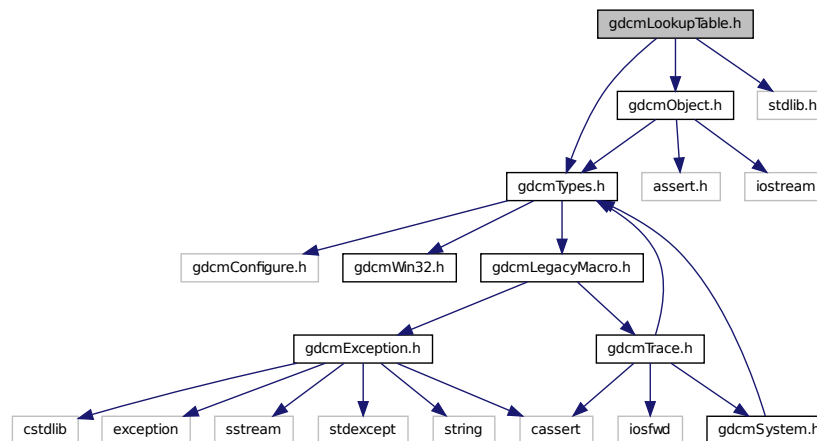 gdcmLookupTable.h
gdcmObject.h
stdlib.h
gdcmTypes.h
assert.h
iostream
gdcmConfigure.h
gdcmWin32.h
gdcmLegacyMacro.h
gdcmException.h
gdcmTrace.h
cstdlib
exception
sstream
stdexcept
string
cassert
iosfwd
gdcmSystem.h